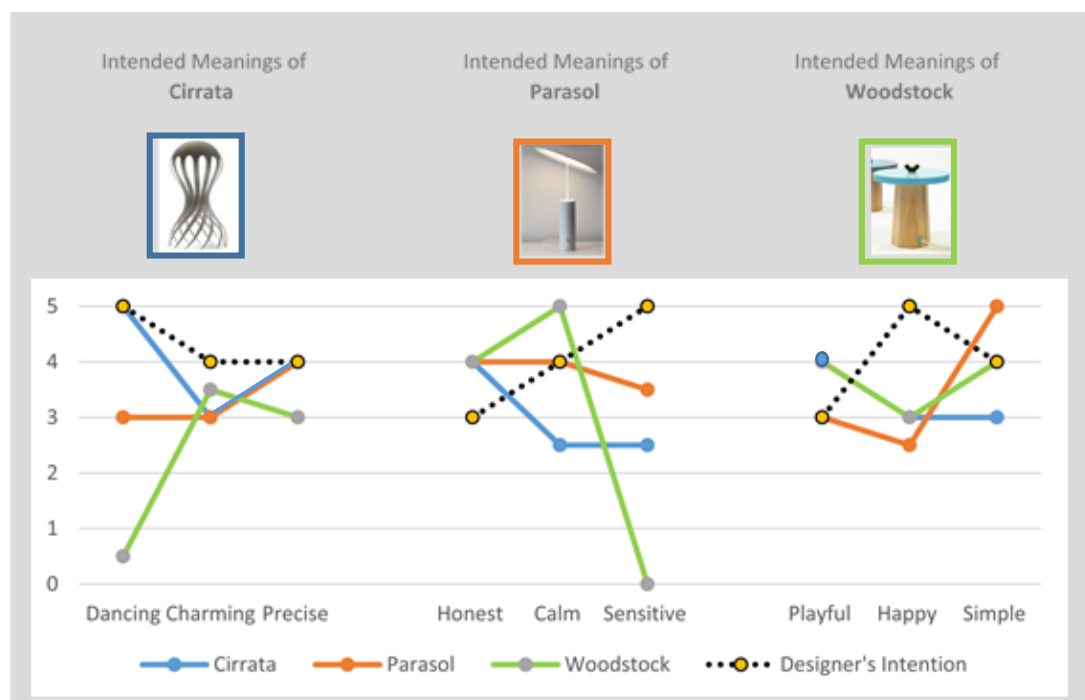 Intended Meanings of
Cirrata
Intended Meanings of
Parasol
Intended Meanings of
Woodstock
5
4
3
2
1
0
Dancing Charming Precise
Honest Calm Sensitive
Playful Happy Simple
Cirrata Parasol Woodstock Designer's Intention